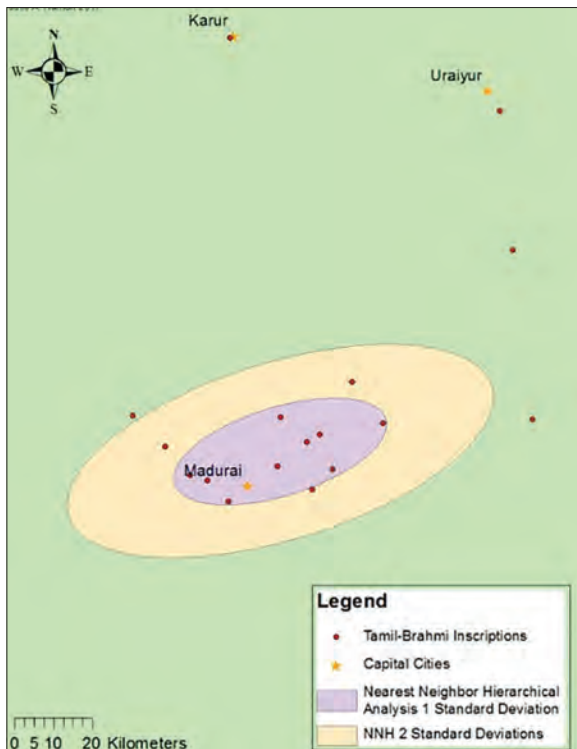 Karur
N
W E
S
Uraiyur
Madurai
Legend
Tamil-Brahmi Inscriptions
Capital Cities
Nearest Neighbor Hierarchical
Analysis 1 Standard Deviation
NNH 2 Standard Deviations
0 5 10 20 Kilometers